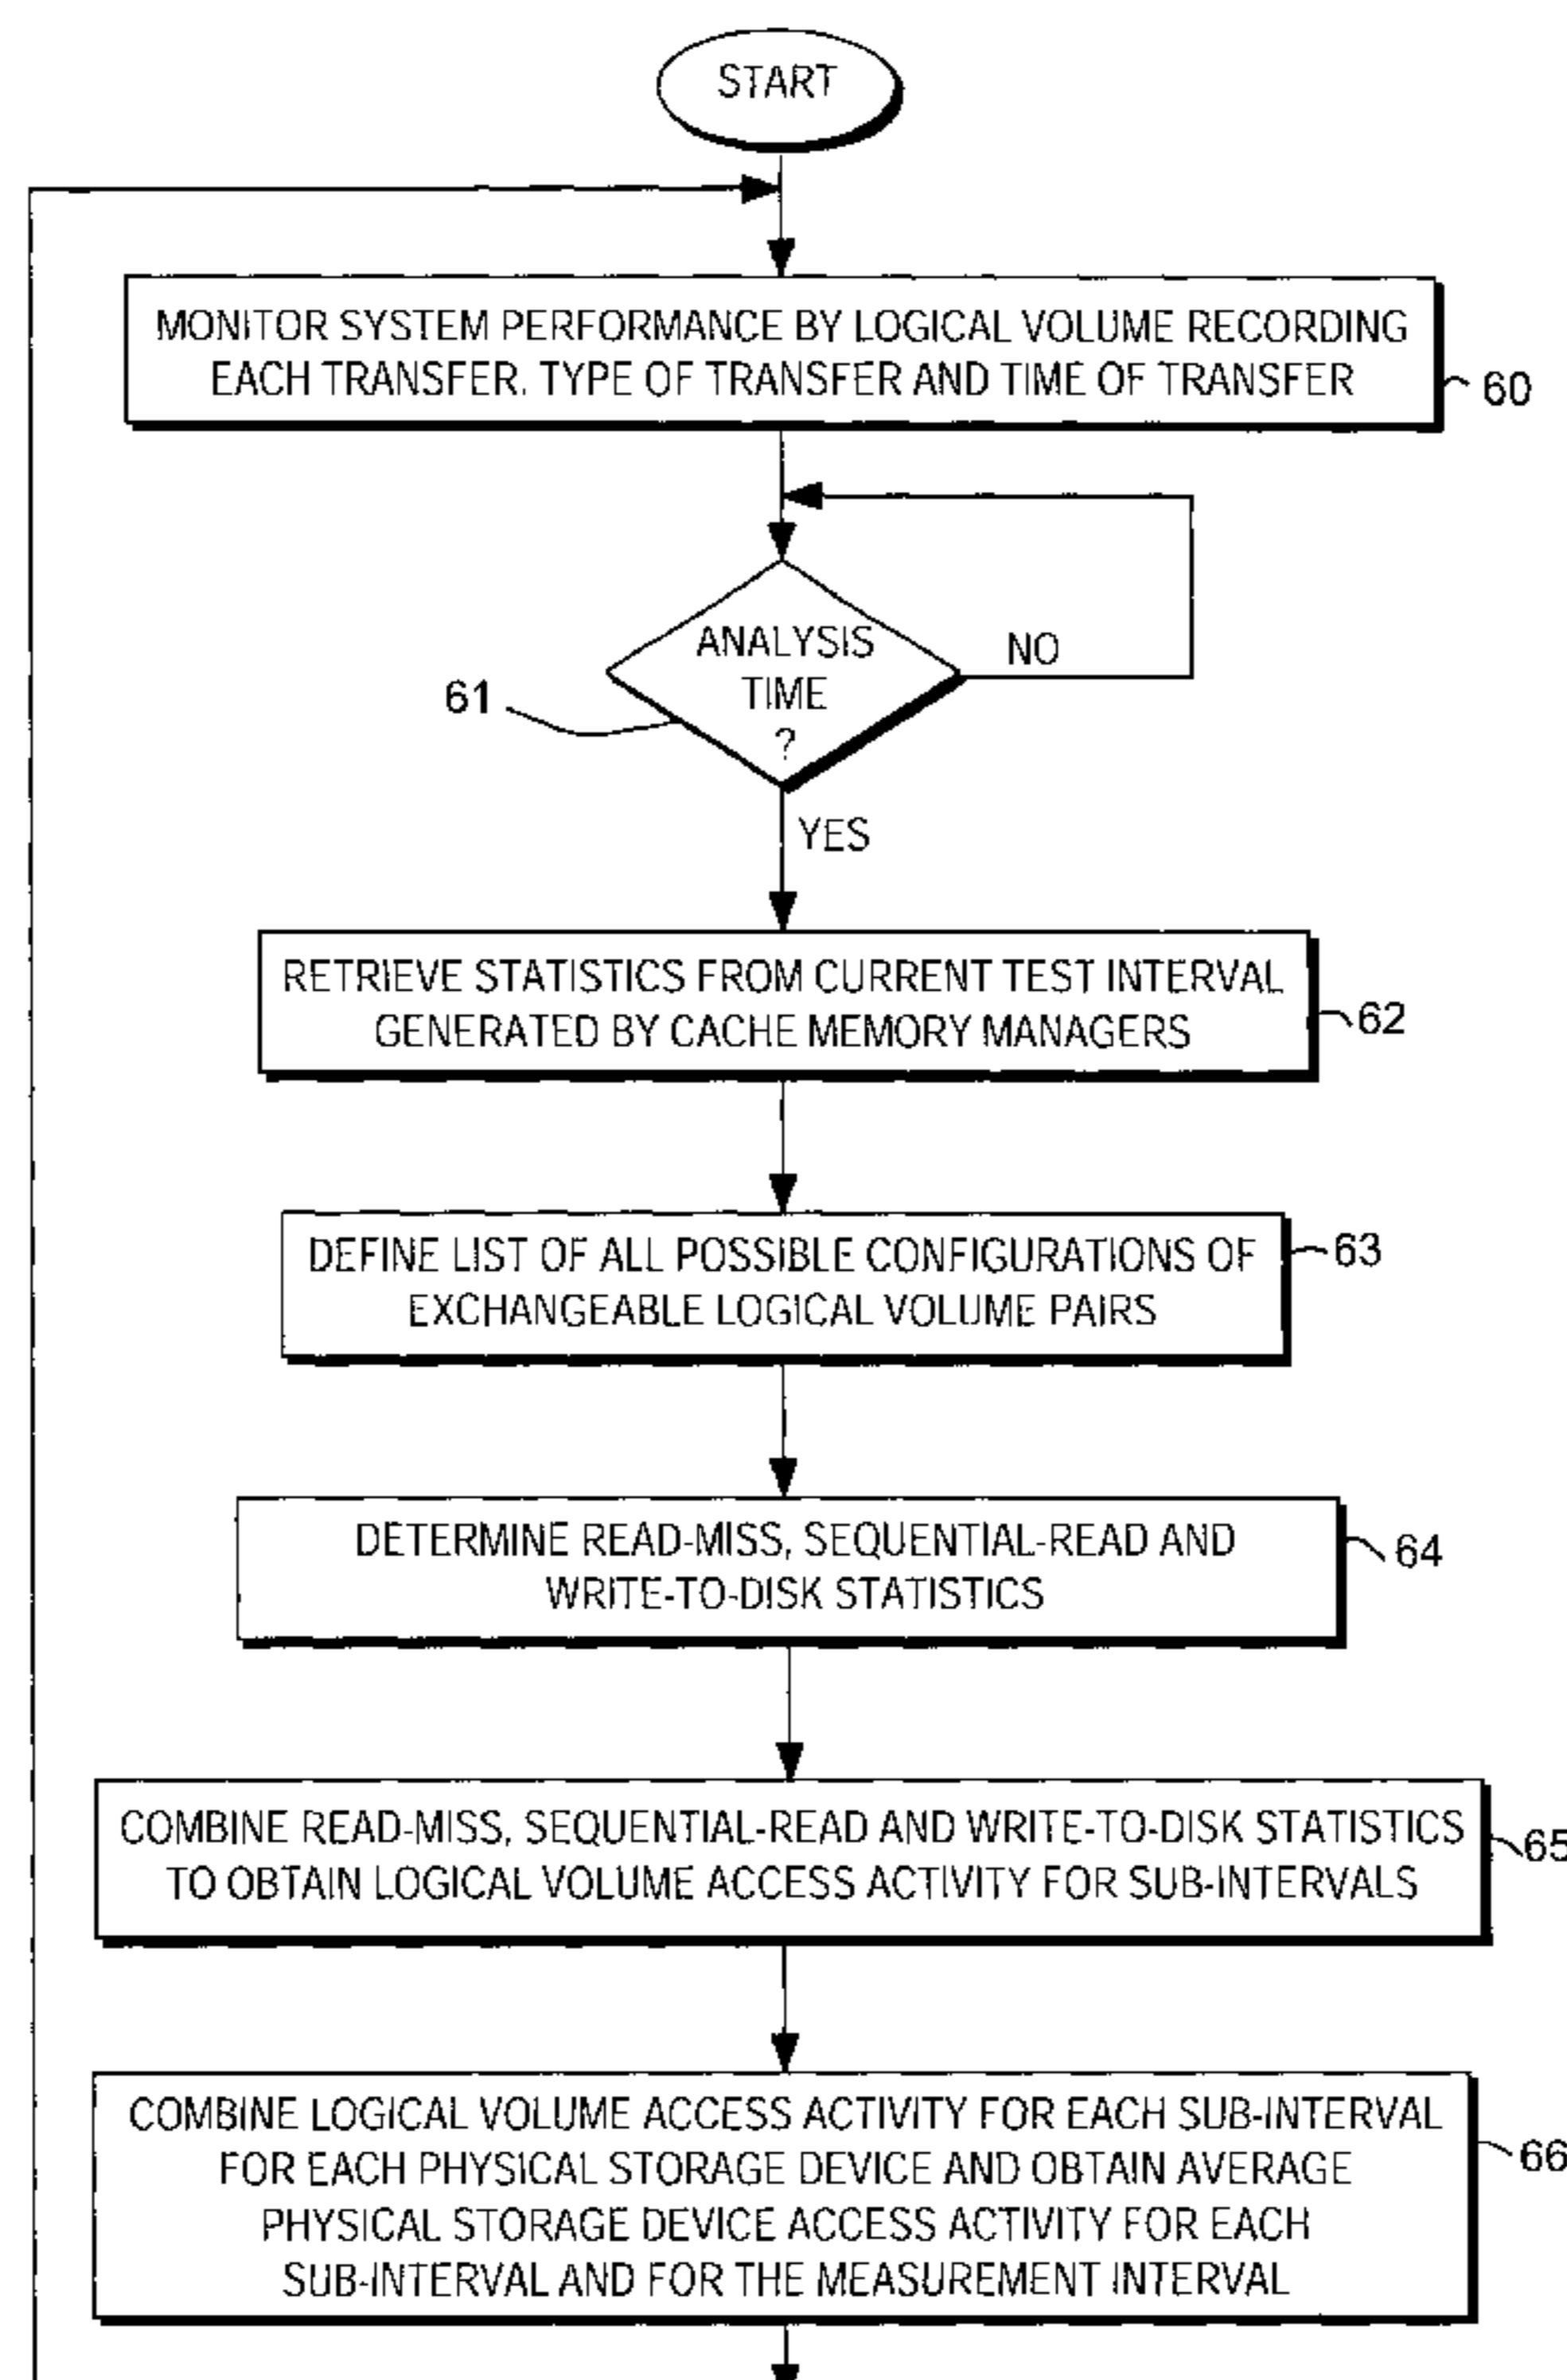 START
MONITOR SYSTEM PERFORMANCE BY LOGICAL VOLUME RECORDING
EACH TRANSFER. TYPE OF TRANSFER AND TIME OF TRANSFER
60
ANALYSIS
TIME
?
NO
61
YES
RETRIEVE STATISTICS FROM CURRENT TEST INTERVAL
GENERATED BY CACHE MEMORY MANAGERS
62
DEFINE LIST OF ALL POSSIBLE CONFIGURATIONS OF
EXCHANGEABLE LOGICAL VOLUME PAIRS
63
DETERMINE READ-MISS, SEQUENTIAL-READ AND
WRITE-TO-DISK STATISTICS
64
COMBINE READ-MISS, SEQUENTIAL-READ AND WRITE-TO-DISK STATISTICS
TO OBTAIN LOGICAL VOLUME ACCESS ACTIVITY FOR SUB-INTERVALS
65
COMBINE LOGICAL VOLUME ACCESS ACTIVITY FOR EACH SUB-INTERVAL
FOR EACH PHYSICAL STORAGE DEVICE AND OBTAIN AVERAGE
PHYSICAL STORAGE DEVICE ACCESS ACTIVITY FOR EACH
SUB-INTERVAL AND FOR THE MEASUREMENT INTERVAL
66